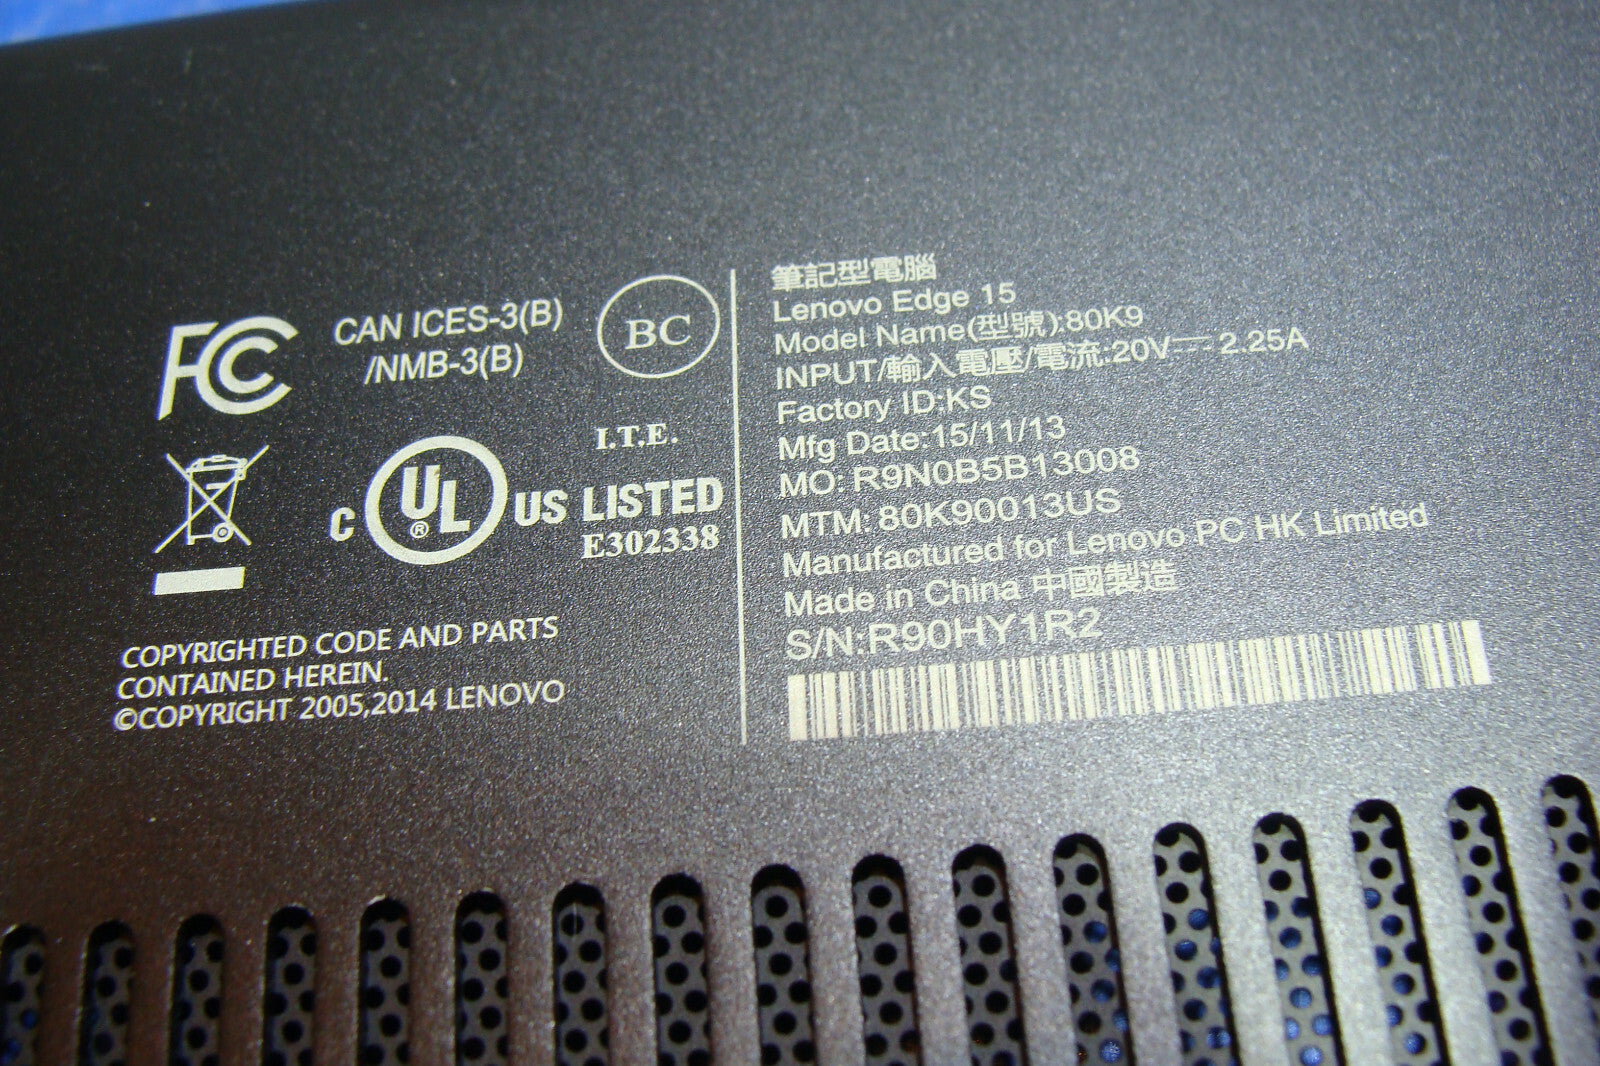 FC
CAN ICES-3(B)
/NMB-3(B)
BC
I.T.E.
C UL ® US LISTED
E302338
COPYRIGHTED CODE AND PARTS
CONTAINED HEREIN.
©COPYRIGHT 2005,2014 LENOVO
筆記型電腦
Lenovo Edge 15
Model Name(型號):80K9
INPUT/輸入電壓/電流:20V⎓ 2.25A
Factory ID:KS
Mfg Date:15/11/13
MO: R9N0B5B13008
MTM: 80K90013US
Manufactured for Lenovo PC HK Limited
Made in China 中國製造
S/N:R90HY1R2